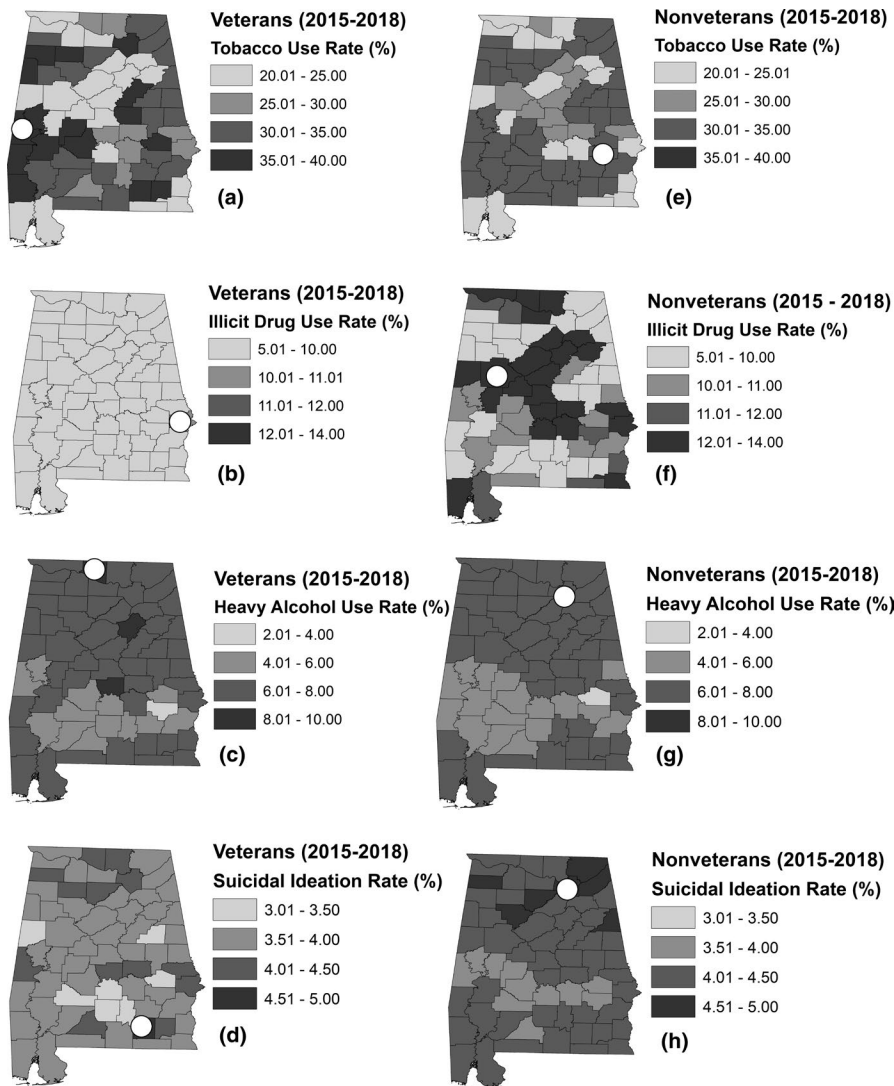 Veterans (2015-2018)
Tobacco Use Rate (%)
20.01 - 25.00
25.01 - 30.00
30.01 - 35.00
35.01 - 40.00
(a)
Nonveterans (2015-2018)
Tobacco Use Rate (%)
20.01 - 25.01
25.01 - 30.00
30.01 - 35.00
35.01 - 40.00
(e)
Veterans (2015-2018)
Illicit Drug Use Rate (%)
5.01 - 10.00
10.01 - 11.01
11.01 - 12.00
12.01 - 14.00
(b)
Nonveterans (2015 - 2018)
Illicit Drug Use Rate (%)
5.01 - 10.00
10.01 - 11.00
11.01 - 12.00
12.01 - 14.00
(f)
Veterans (2015-2018)
Heavy Alcohol Use Rate (%)
2.01 - 4.00
4.01 - 6.00
6.01 - 8.00
8.01 - 10.00
(c)
Nonveterans (2015-2018)
Heavy Alcohol Use Rate (%)
2.01 - 4.00
4.01 - 6.00
6.01 - 8.00
8.01 - 10.00
(g)
Veterans (2015-2018)
Suicidal Ideation Rate (%)
3.01 - 3.50
3.51 - 4.00
4.01 - 4.50
4.51 - 5.00
(d)
Nonveterans (2015-2018)
Suicidal Ideation Rate (%)
3.01 - 3.50
3.51 - 4.00
4.01 - 4.50
4.51 - 5.00
(h)